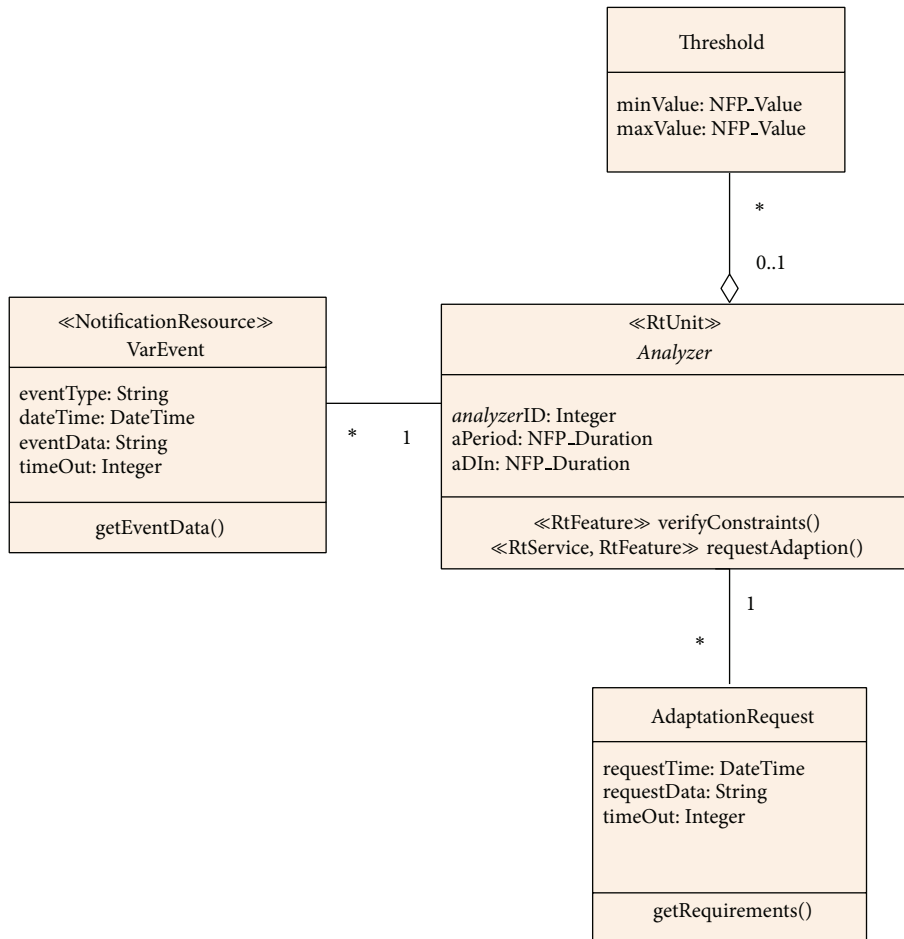 Threshold
minValue: NFP_Value
maxValue: NFP_Value
*
0..1
≪NotificationResource≫
VarEvent
eventType: String
dateTime: DateTime
eventData: String
timeOut: Integer
getEventData()
*
1
≪RtUnit≫
Analyzer
analyzerID: Integer
aPeriod: NFP_Duration
aDIn: NFP_Duration
≪RtFeature≫ verifyConstraints()
≪RtService, RtFeature≫ requestAdaption()
1
*
AdaptationRequest
requestTime: DateTime
requestData: String
timeOut: Integer
getRequirements()